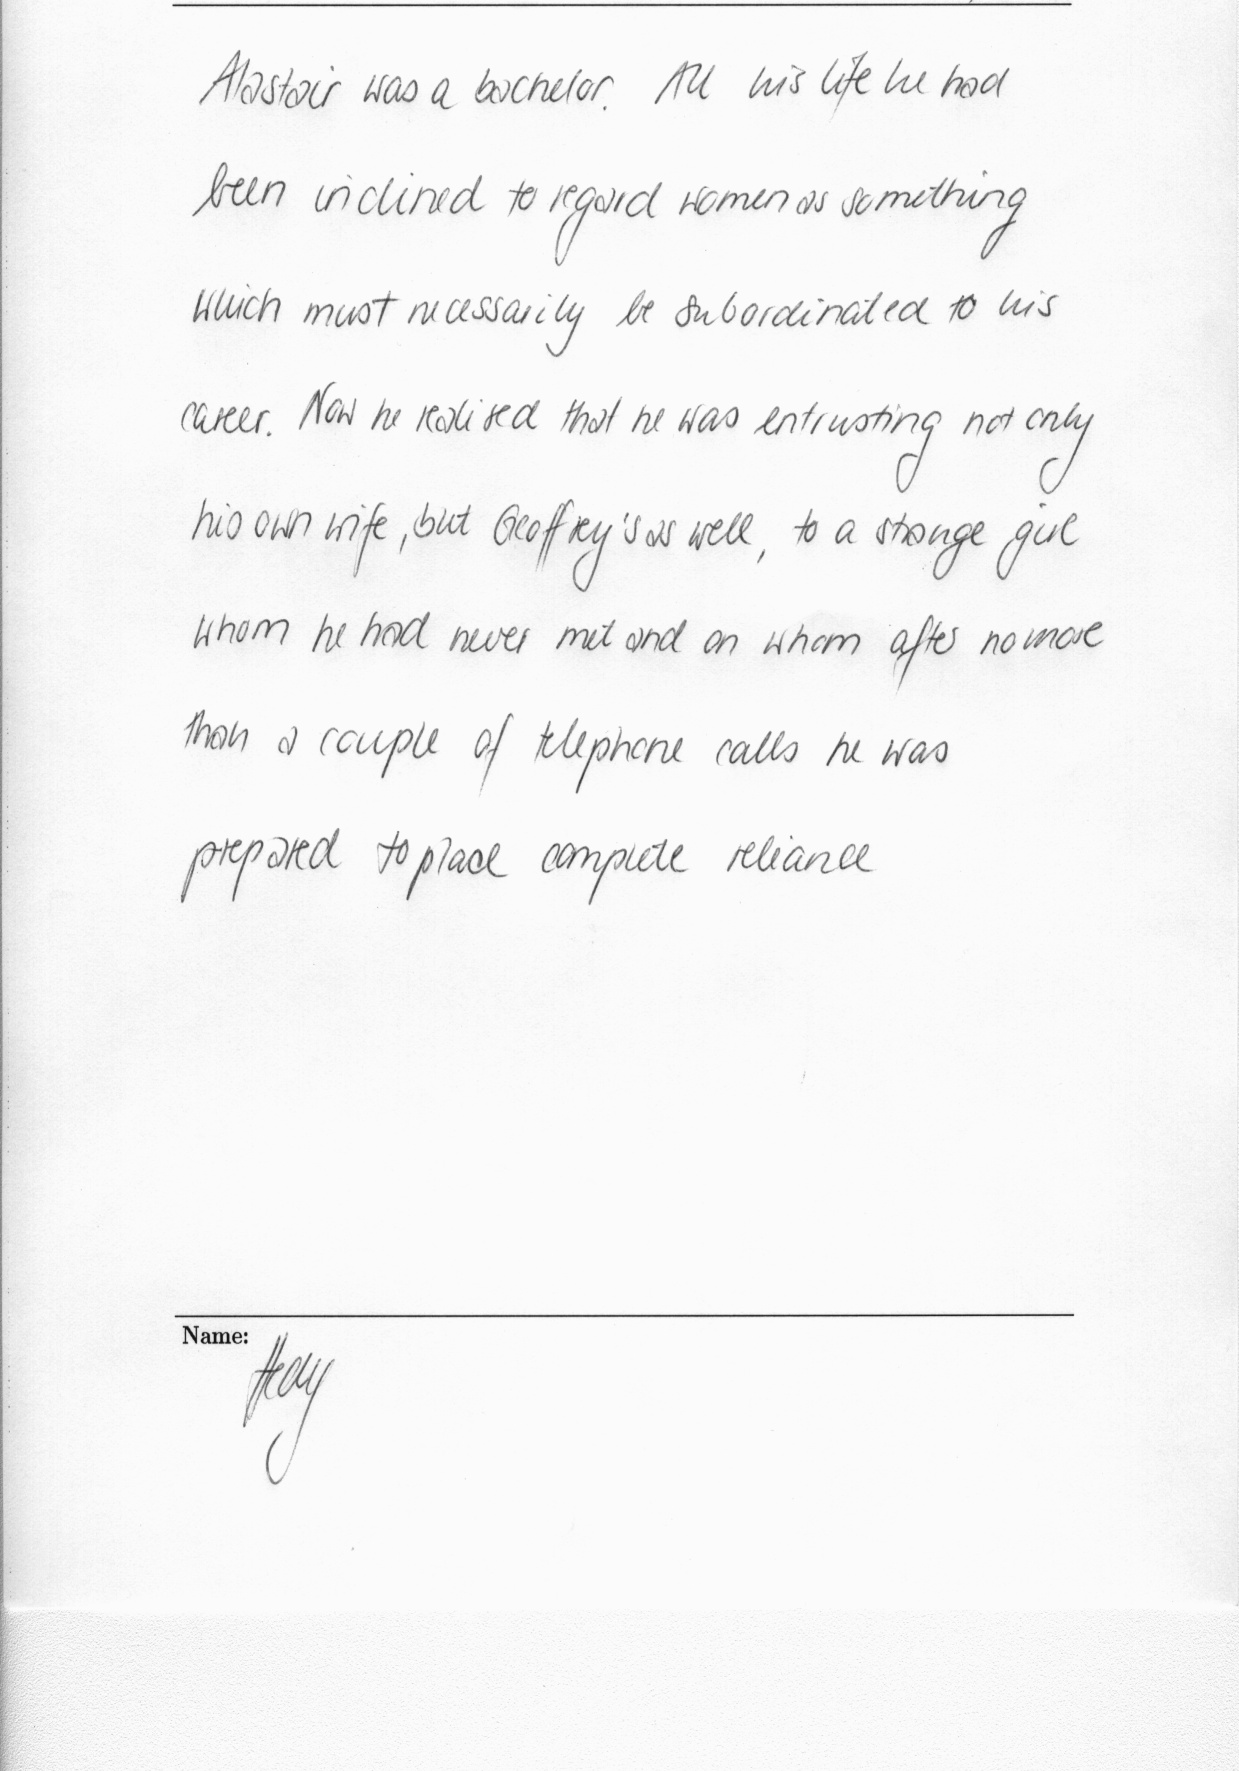 Alastair was a bachelor. All his life he had
been inclined to regard women as something
which must necessarily be subordinated to his
career. Now he realised that he was entrusting not only
his own wife, but Geoffrey's as well, to a strange girl
whom he had never met and on whom after no more
than a couple of telephone calls he was
prepared to place complete reliance
Name: